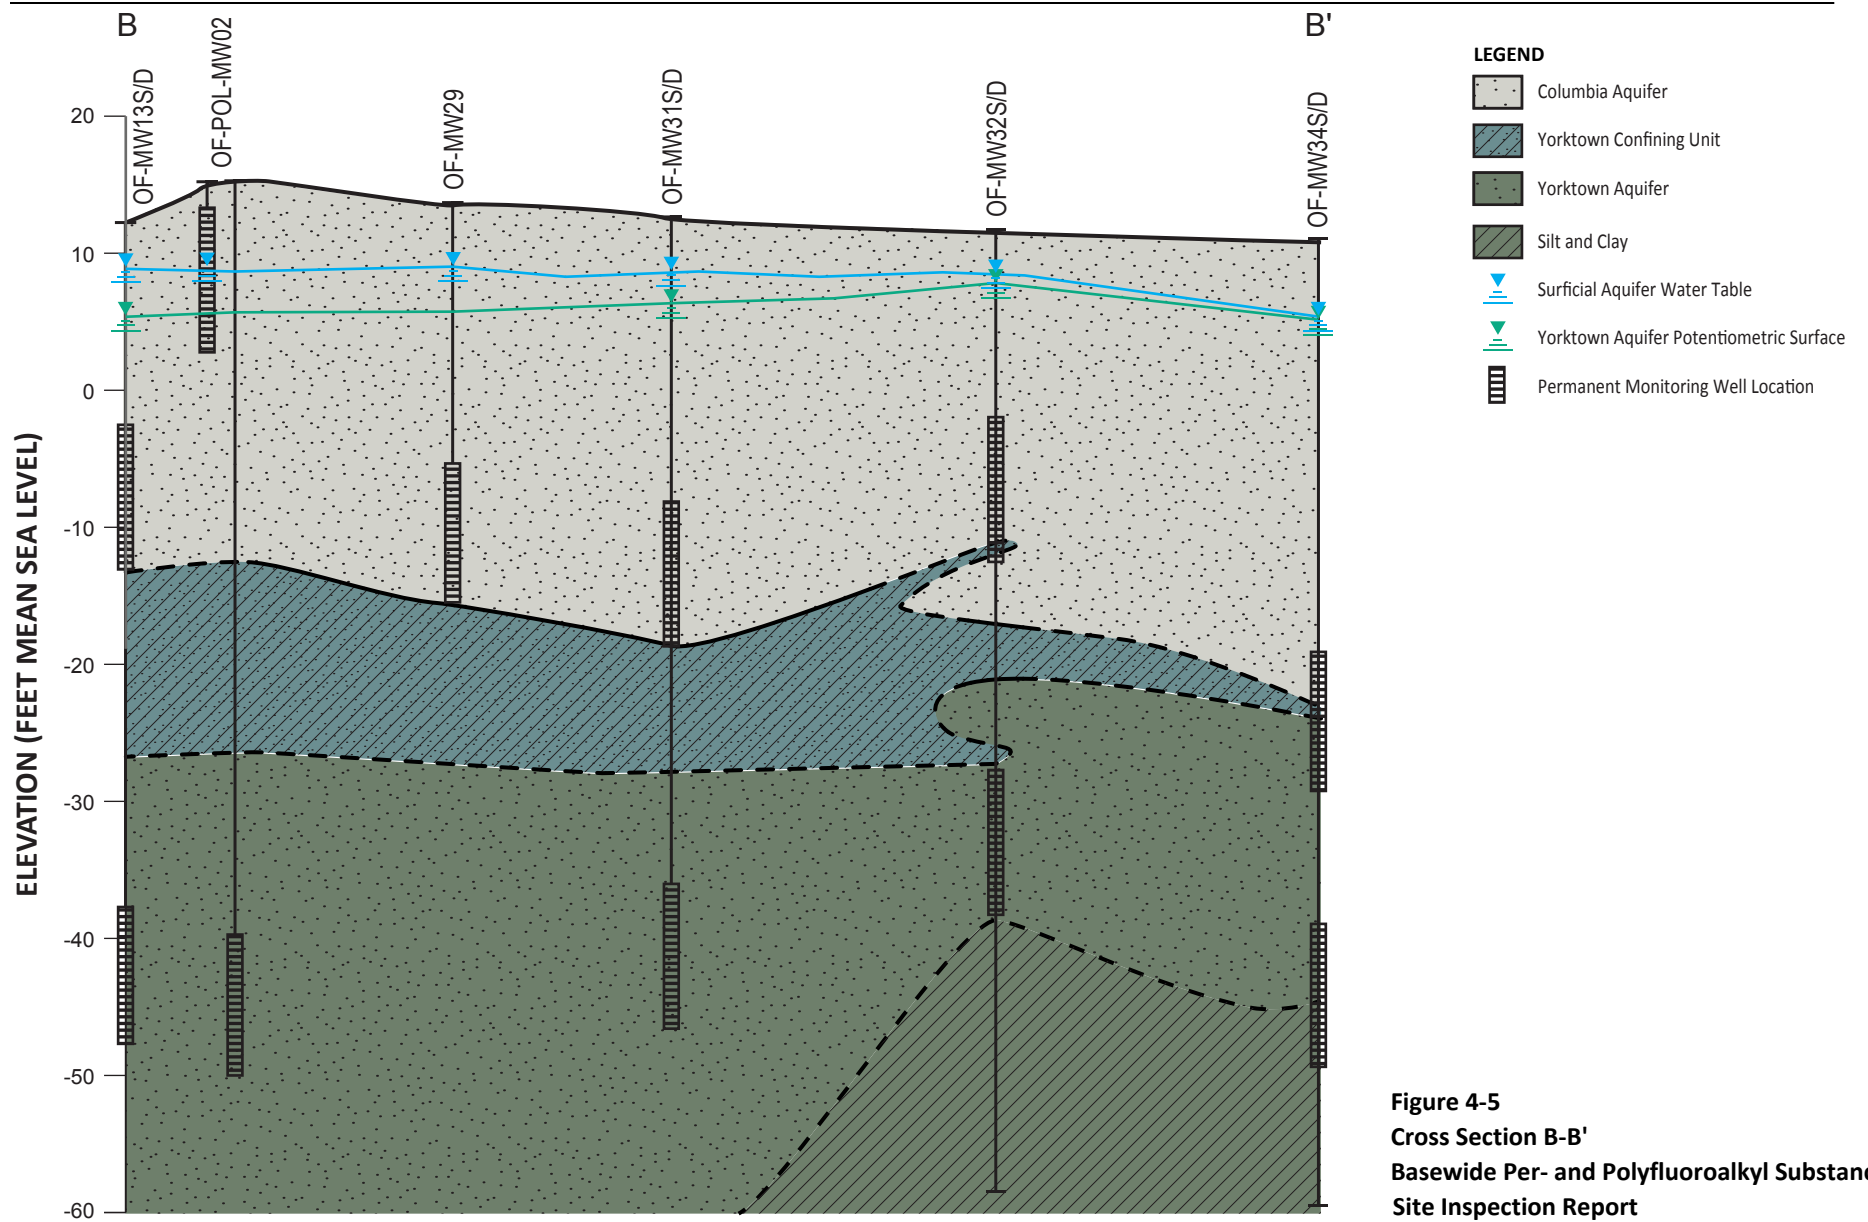 B
B'
OF-MW13S/D
OF-POL-MW02
OF-MW29
OF-MW31S/D
OF-MW32S/D
OF-MW34S/D
ELEVATION (FEET MEAN SEA LEVEL)
20
10
0
-10
-20
-30
-40
-50
-60
LEGEND
Columbia Aquifer
Yorktown Confining Unit
Yorktown Aquifer
Silt and Clay
Surficial Aquifer Water Table
Yorktown Aquifer Potentiometric Surface
Permanent Monitoring Well Location
Figure 4-5
Cross Section B-B'
Basewide Per- and Polyfluoroalkyl Substanc
Site Inspection Report